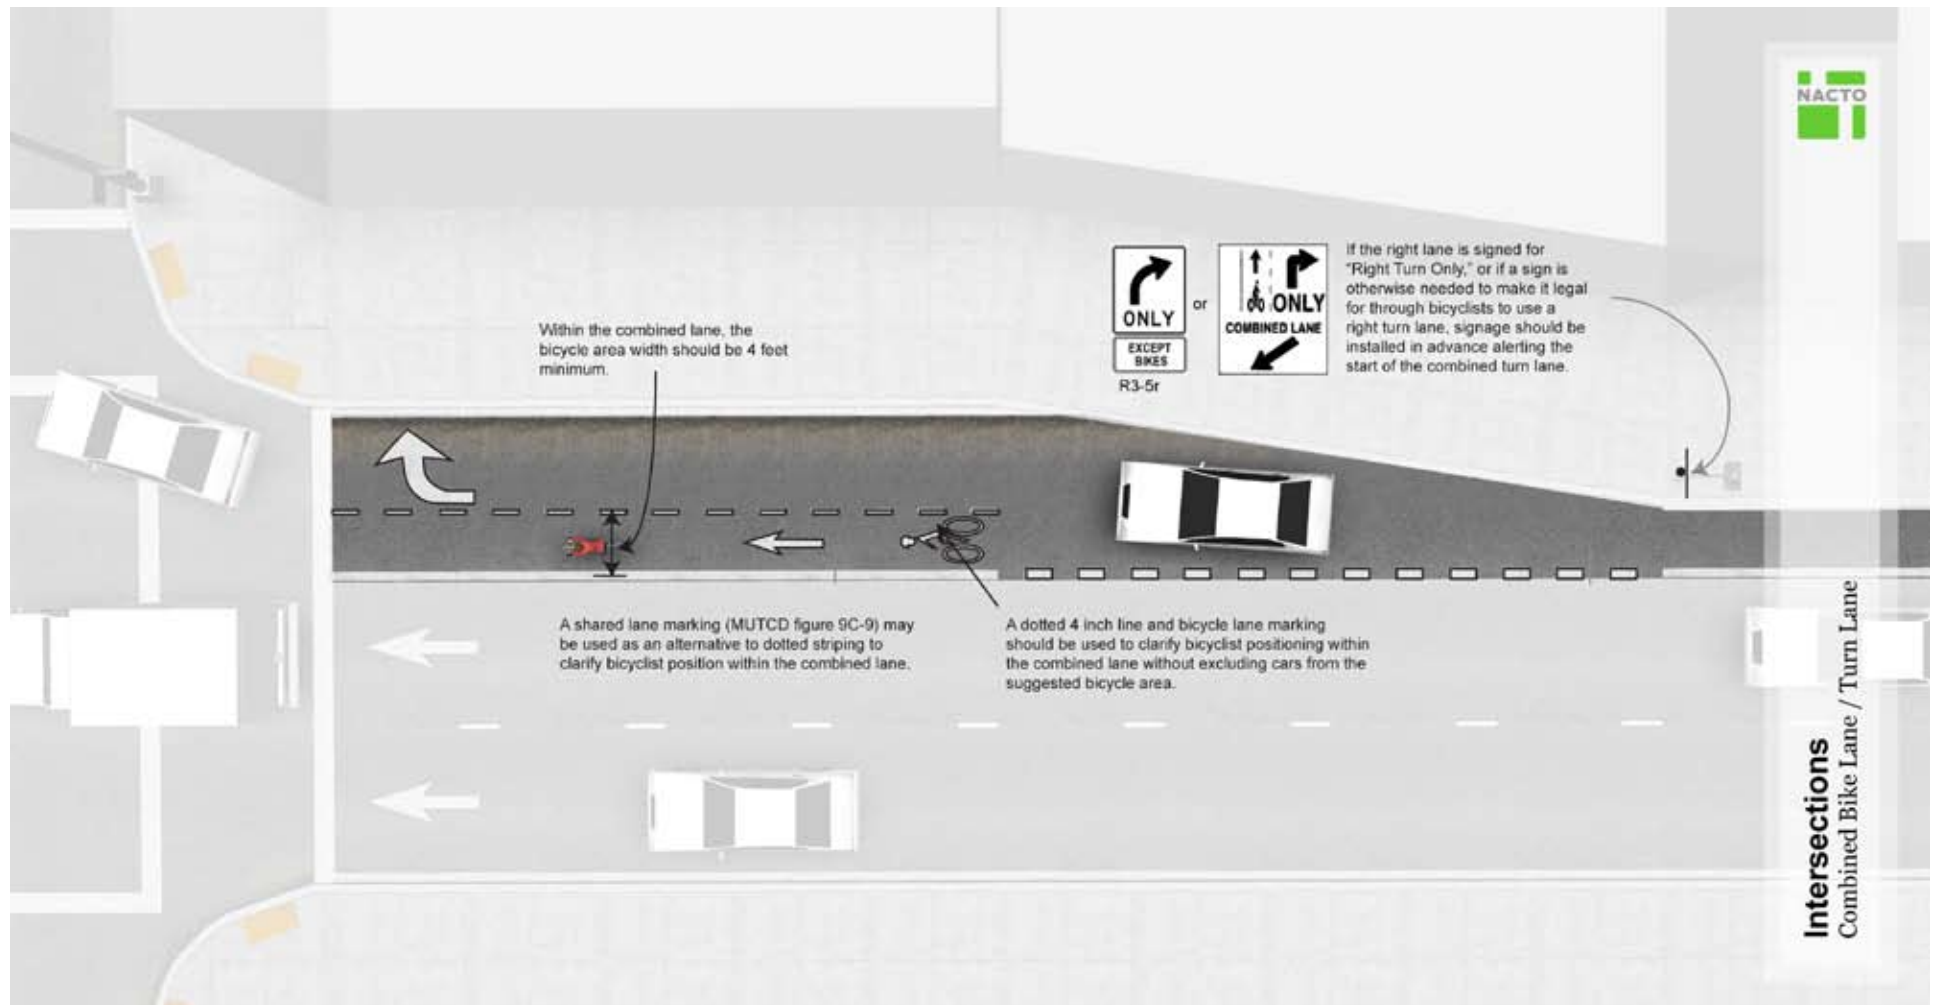 NACTO
If the right lane is signed for
"Right Turn Only," or if a sign is
otherwise needed to make it legal
for through bicyclists to use a
right turn lane, signage should be
installed in advance alerting the
start of the combined turn lane.
ONLY
EXCEPT
BIKES
R3-5r
or
ONLY
COMBINED LANE
Within the combined lane, the
bicycle area width should be 4 feet
minimum.
A shared lane marking (MUTCD figure 9C-9) may
be used as an alternative to dotted striping to
clarify bicyclist position within the combined lane.
A dotted 4 inch line and bicycle lane marking
should be used to clarify bicyclist positioning within
the combined lane without excluding cars from the
suggested bicycle area.
Intersections
Combined Bike Lane / Turn Lane